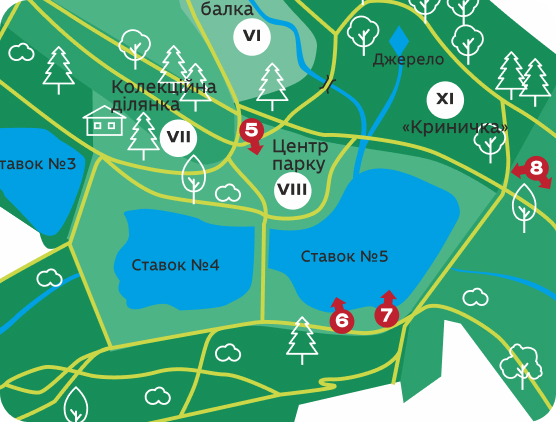 балка
VI
Джерело
Колекційна
ділянка
XI
«Криничка»
5
VII
Центр
парку
тавок №3
8
VIII
Ставок №5
Ставок №4
6
7